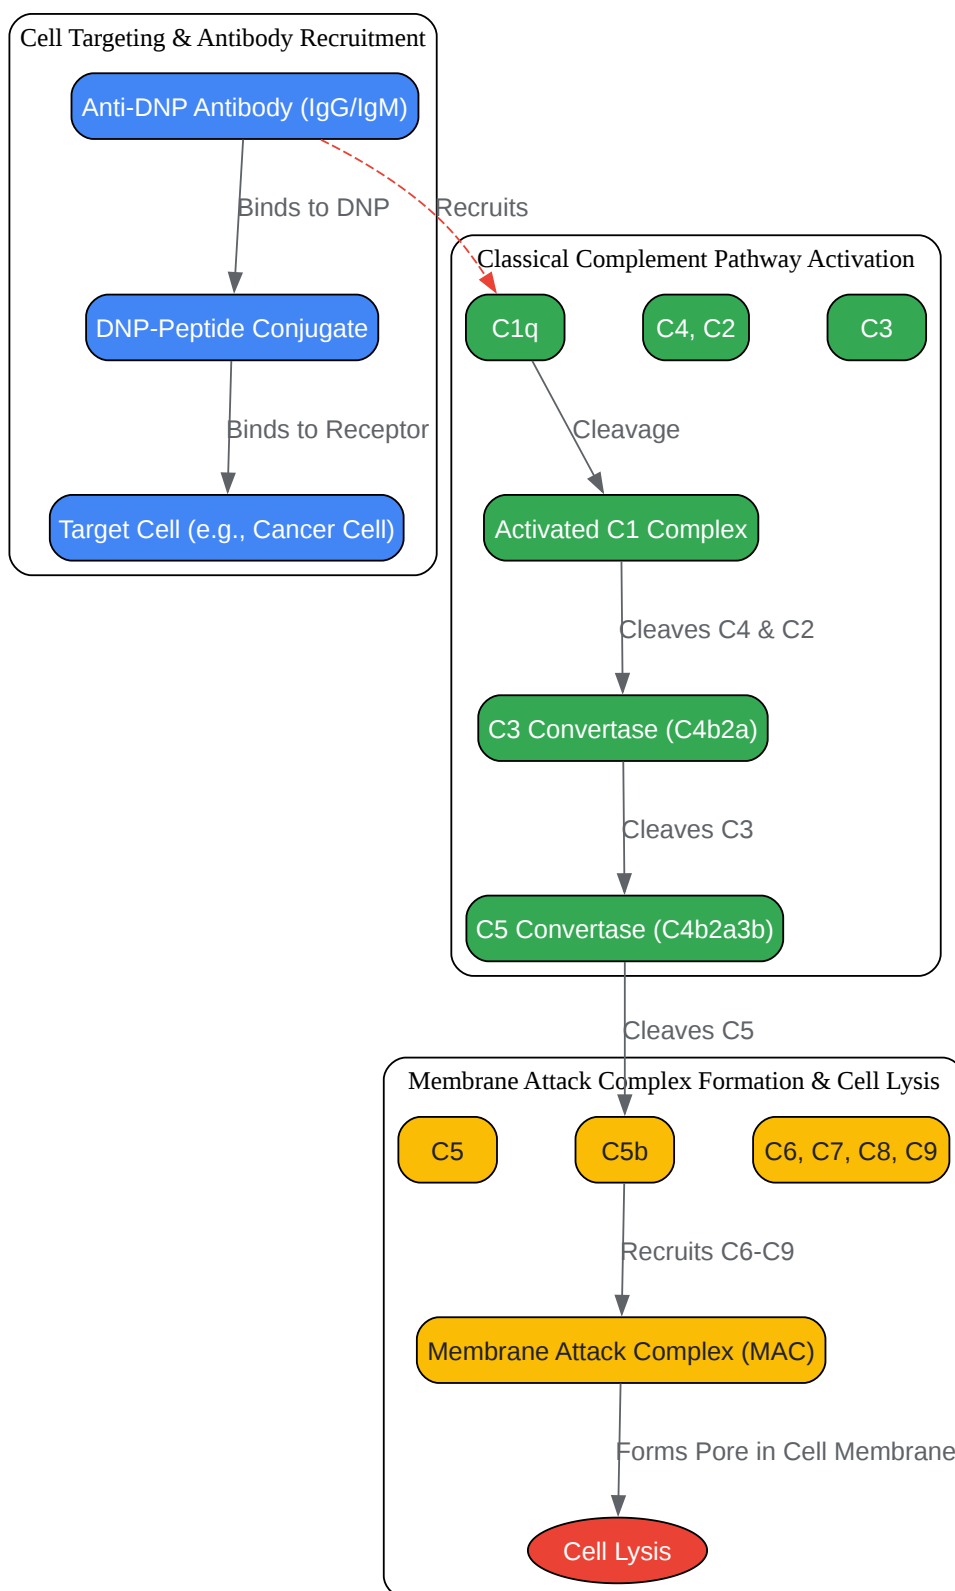 Cell Targeting & Antibody Recruitment
Anti-DNP Antibody (IgG/IgM)
Binds to DNP
Recruits
DNP-Peptide Conjugate
Binds to Receptor
Target Cell (e.g., Cancer Cell)
Classical Complement Pathway Activation
C1q
C4, C2
C3
Cleavage
Activated C1 Complex
Cleaves C4 & C2
C3 Convertase (C4b2a)
Cleaves C3
C5 Convertase (C4b2a3b)
Cleaves C5
Membrane Attack Complex Formation & Cell Lysis
C5
C5b
C6, C7, C8, C9
Recruits C6-C9
Membrane Attack Complex (MAC)
Forms Pore in Cell Membrane
Cell Lysis